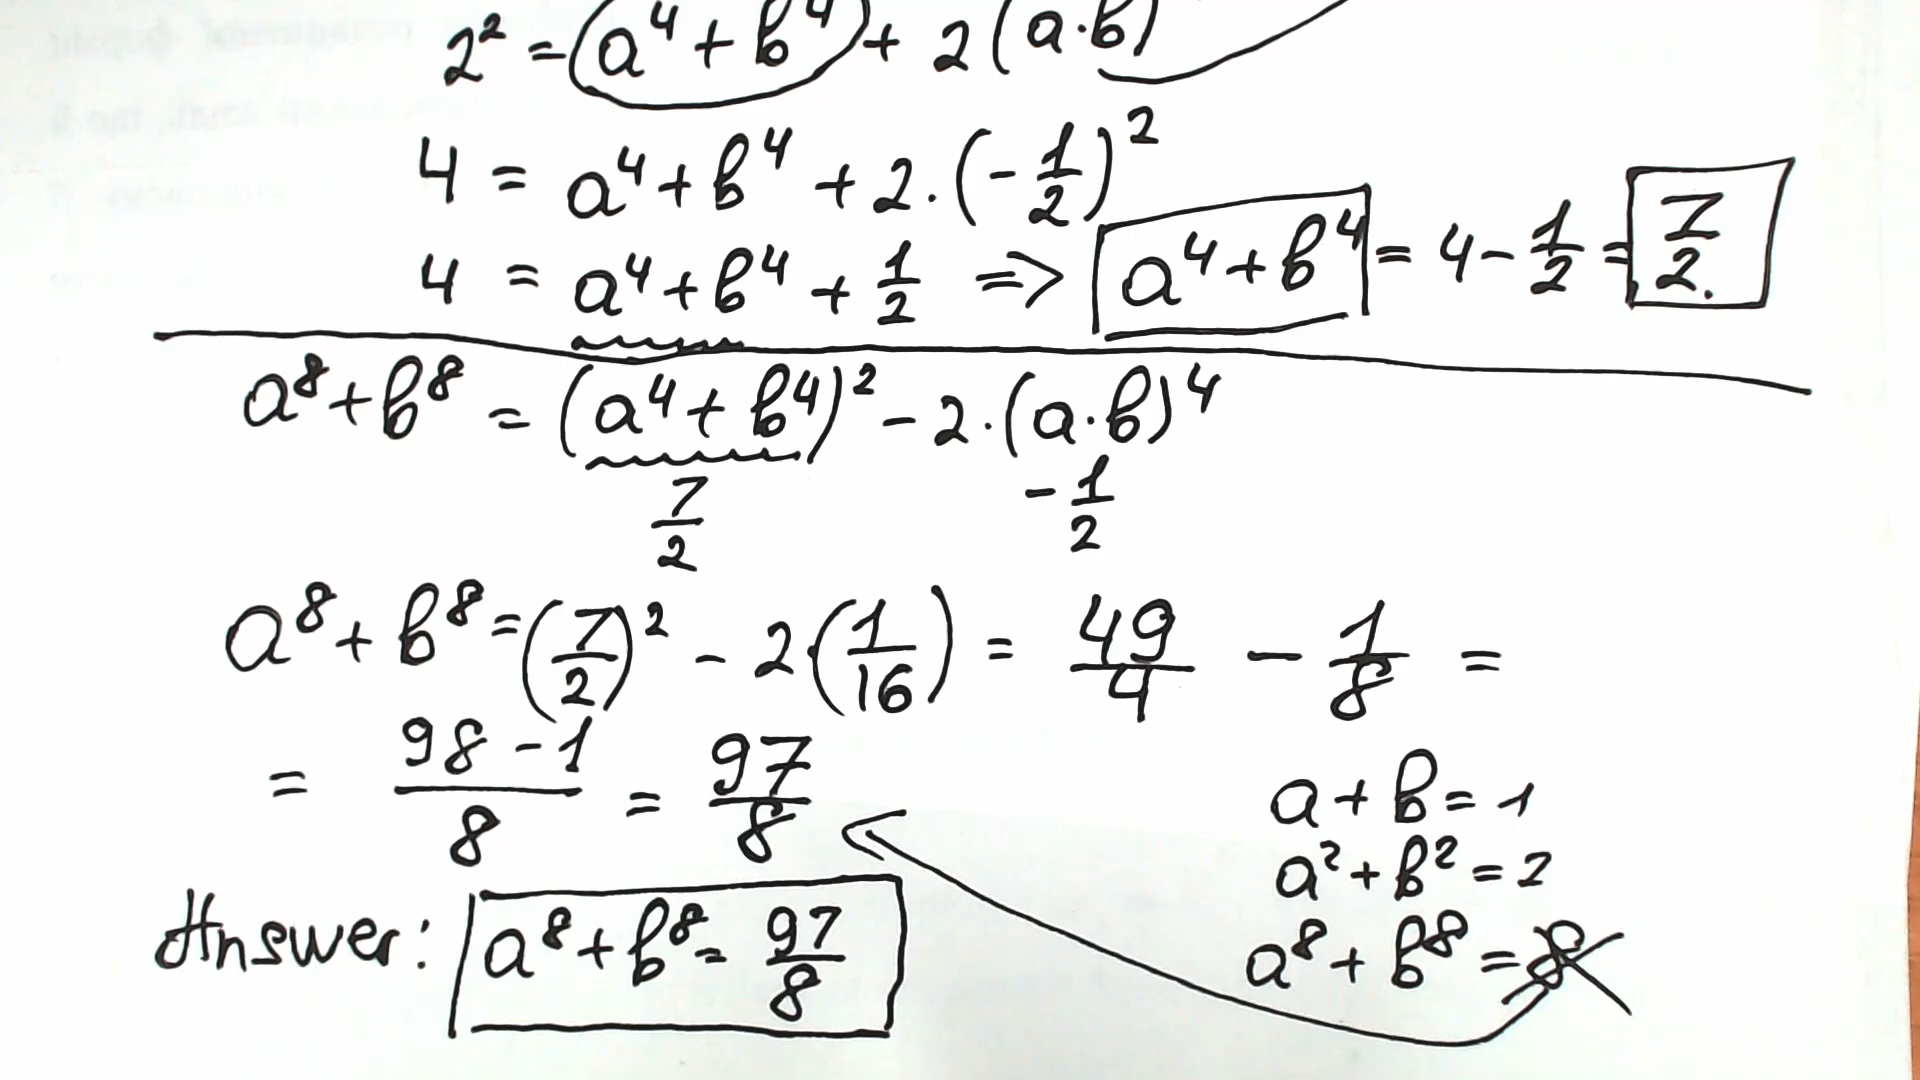 2² = (a⁴ + b⁴) + 2(a·b)
4 = a⁴ + b⁴ + 2·(-1/2)²
4 = a⁴ + b⁴ + 1/2 => a⁴ + b⁴ = 4 - 1/2 = 7/2.
a⁸ + b⁸ = (a⁴ + b⁴)² - 2·(a·b)⁴
7/2 -1/2
a⁸ + b⁸ = (7/2)² - 2(1/16) = 49/4 - 1/8 =
= 98 - 1/8 = 97/8
a + b = 1
a² + b² = 2
a⁸ + b⁸ = 8
Answer: a⁸ + b⁸ = 97/8